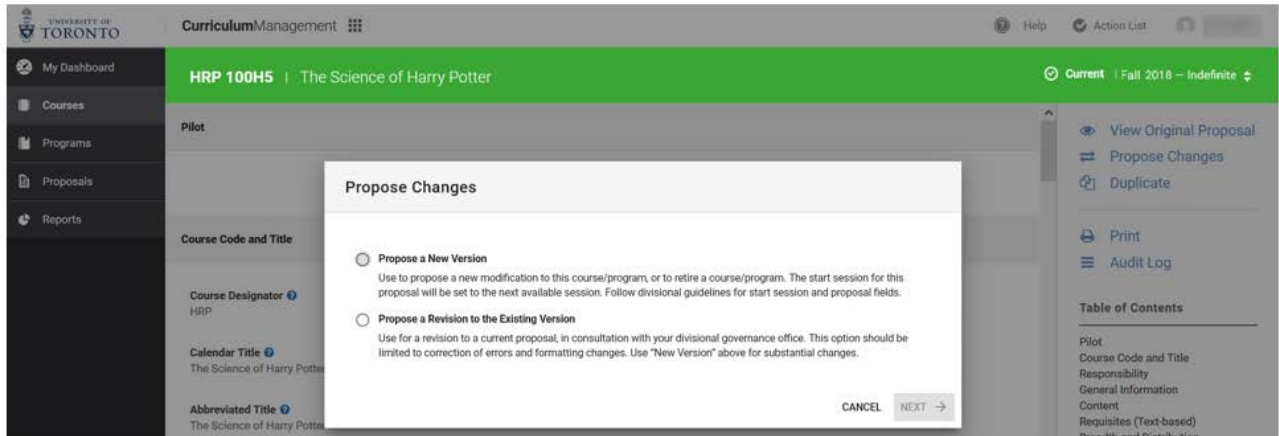 UNIVERSITY OF
TORONTO
CurriculumManagement
Help
Action List
My Dashboard
Courses
Programs
Proposals
Reports
HRP 100H5 | The Science of Harry Potter
Current | Fall 2018 – Indefinite
Pilot
Course Code and Title
Course Designator
HRP
Calendar Title
The Science of Harry Potter
Abbreviated Title
The Science of Harry Potter
Propose Changes
Propose a New Version
Use to propose a new modification to this course/program, or to retire a course/program. The start session for this
proposal will be set to the next available session. Follow divisional guidelines for start session and proposal fields.
Propose a Revision to the Existing Version
Use for a revision to a current proposal, in consultation with your divisional governance office. This option should be
limited to correction of errors and formatting changes. Use "New Version" above for substantial changes.
CANCEL NEXT →
View Original Proposal
Propose Changes
Duplicate
Print
Audit Log
Table of Contents
Pilot
Course Code and Title
Responsibility
General Information
Content
Requisites (Text-based)